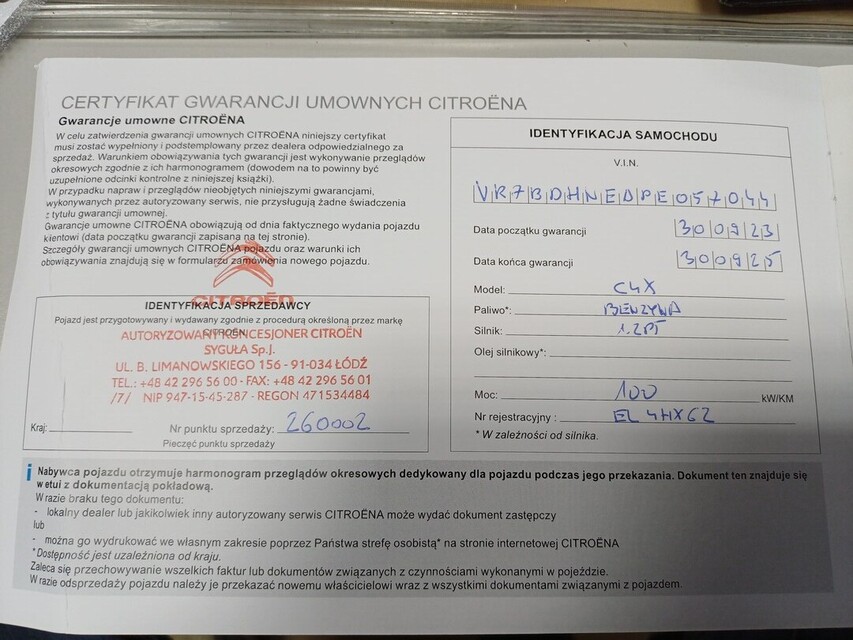 CERTYFIKAT GWARANCJI UMOWNYCH CITROËNA
Gwarancje umowne CITROËNA
W celu zatwierdzenia gwarancji umownych CITROËNA niniejszy certyfikat
musi zostać wypełniony i podstemplowany przez dealera odpowiedzialnego za
sprzedaż. Warunkiem obowiązywania tych gwarancji jest wykonywanie przeglądów
okresowych zgodnie z ich harmonogramem (dowodem na to powinny być
uzupełnione odcinki kontrolne z niniejszej książki).
W przypadku napraw i przeglądów nieobjętych niniejszymi gwarancjami,
wykonywanych przez autoryzowany serwis, nie przysługują żadne świadczenia
z tytułu gwarancji umownej.
Gwarancje umowne CITROËNA obowiązują od dnia faktycznego wydania pojazdu
klientowi (data początku gwarancji zapisana na tej stronie).
Szczegóły gwarancji umownych CITROËNA pojazdu oraz warunki ich
obowiązywania znajdują się w formularzu zamówienia nowego pojazdu.
CITROËN
IDENTYFIKACJA SPRZEDAWCY
Pojazd jest przygotowywany i wydawany zgodnie z procedurą określoną przez markę
CITROËN.
AUTORYZOWANY KONCESJONER CITROËN
SYGUŁA Sp.J.
UL. B. LIMANOWSKIEGO 156 - 91-034 ŁÓDŹ
TEL.: +48 42 296 56 00 - FAX: +48 42 296 56 01
/7/ NIP 947-15-45-287 - REGON 471534484
Kraj: Nr punktu sprzedaży: 260002
Pieczęć punktu sprzedaży
IDENTYFIKACJA SAMOCHODU
V.I.N.
VR7BDHNEDPE057044
Data początku gwarancji 300923
Data końca gwarancji 300925
Model: C4X
Paliwo*: BENZYNA
Silnik: 1.2PT
Olej silnikowy*:
Moc: 100 kW/KM
Nr rejestracyjny : EL 4HX62
* W zależności od silnika.
i Nabywca pojazdu otrzymuje harmonogram przeglądów okresowych dedykowany dla pojazdu podczas jego przekazania. Dokument ten znajduje się
w etui z dokumentacją pokładową.
W razie braku tego dokumentu:
- lokalny dealer lub jakikolwiek inny autoryzowany serwis CITROËNA może wydać dokument zastępczy
lub
- można go wydrukować we własnym zakresie poprzez Państwa strefę osobistą* na stronie internetowej CITROËNA
* Dostępność jest uzależniona od kraju.
Zaleca się przechowywanie wszelkich faktur lub dokumentów związanych z czynnościami wykonanymi w pojeździe.
W razie odsprzedaży pojazdu należy je przekazać nowemu właścicielowi wraz z wszystkimi dokumentami związanymi z pojazdem.